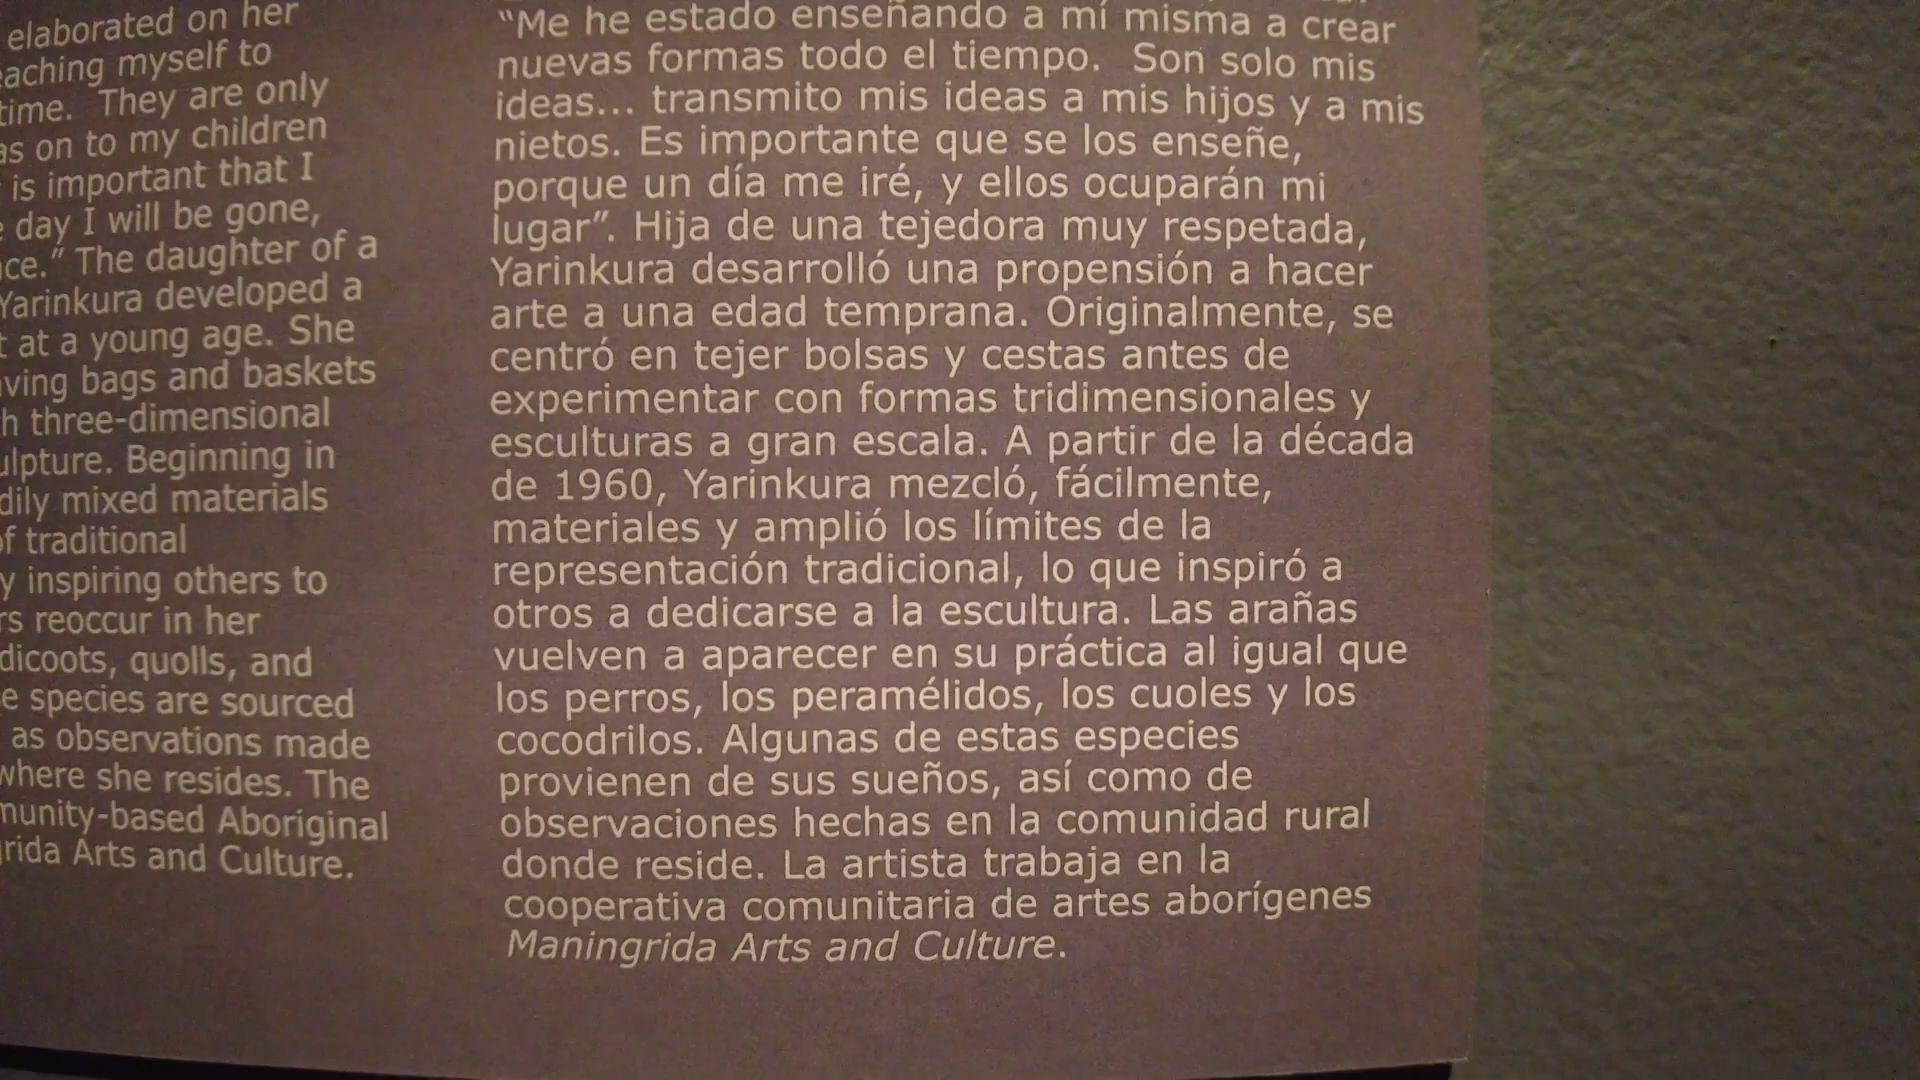 elaborated on her
teaching myself to
time.  They are only
as on to my children
is important that I
day I will be gone,
The daughter of a
Yarinkura developed a
at a young age. She
bags and baskets
three-dimensional
Beginning in
mixed materials
of traditional
inspiring others to
reoccur in her
quolls, and
species are sourced
as observations made
where she resides. The
Aboriginal
Arts and Culture.
“Me he estado enseñando a mí misma a crear
nuevas formas todo el tiempo.  Son solo mis
ideas... transmito mis ideas a mis hijos y a mis
nietos. Es importante que se los enseñe,
porque un día me iré, y ellos ocuparán mi
lugar”. Hija de una tejedora muy respetada,
Yarinkura desarrolló una propensión a hacer
arte a una edad temprana. Originalmente, se
centró en tejer bolsas y cestas antes de
experimentar con formas tridimensionales y
esculturas a gran escala. A partir de la década
de 1960, Yarinkura mezcló, fácilmente,
materiales y amplió los límites de la
representación tradicional, lo que inspiró a
otros a dedicarse a la escultura. Las arañas
vuelven a aparecer en su práctica al igual que
los perros, los peramélidos, los cuoles y los
cocodrilos. Algunas de estas especies
provienen de sus sueños, así como de
observaciones hechas en la comunidad rural
donde reside. La artista trabaja en la
cooperativa comunitaria de artes aborígenes
Maningrida Arts and Culture.